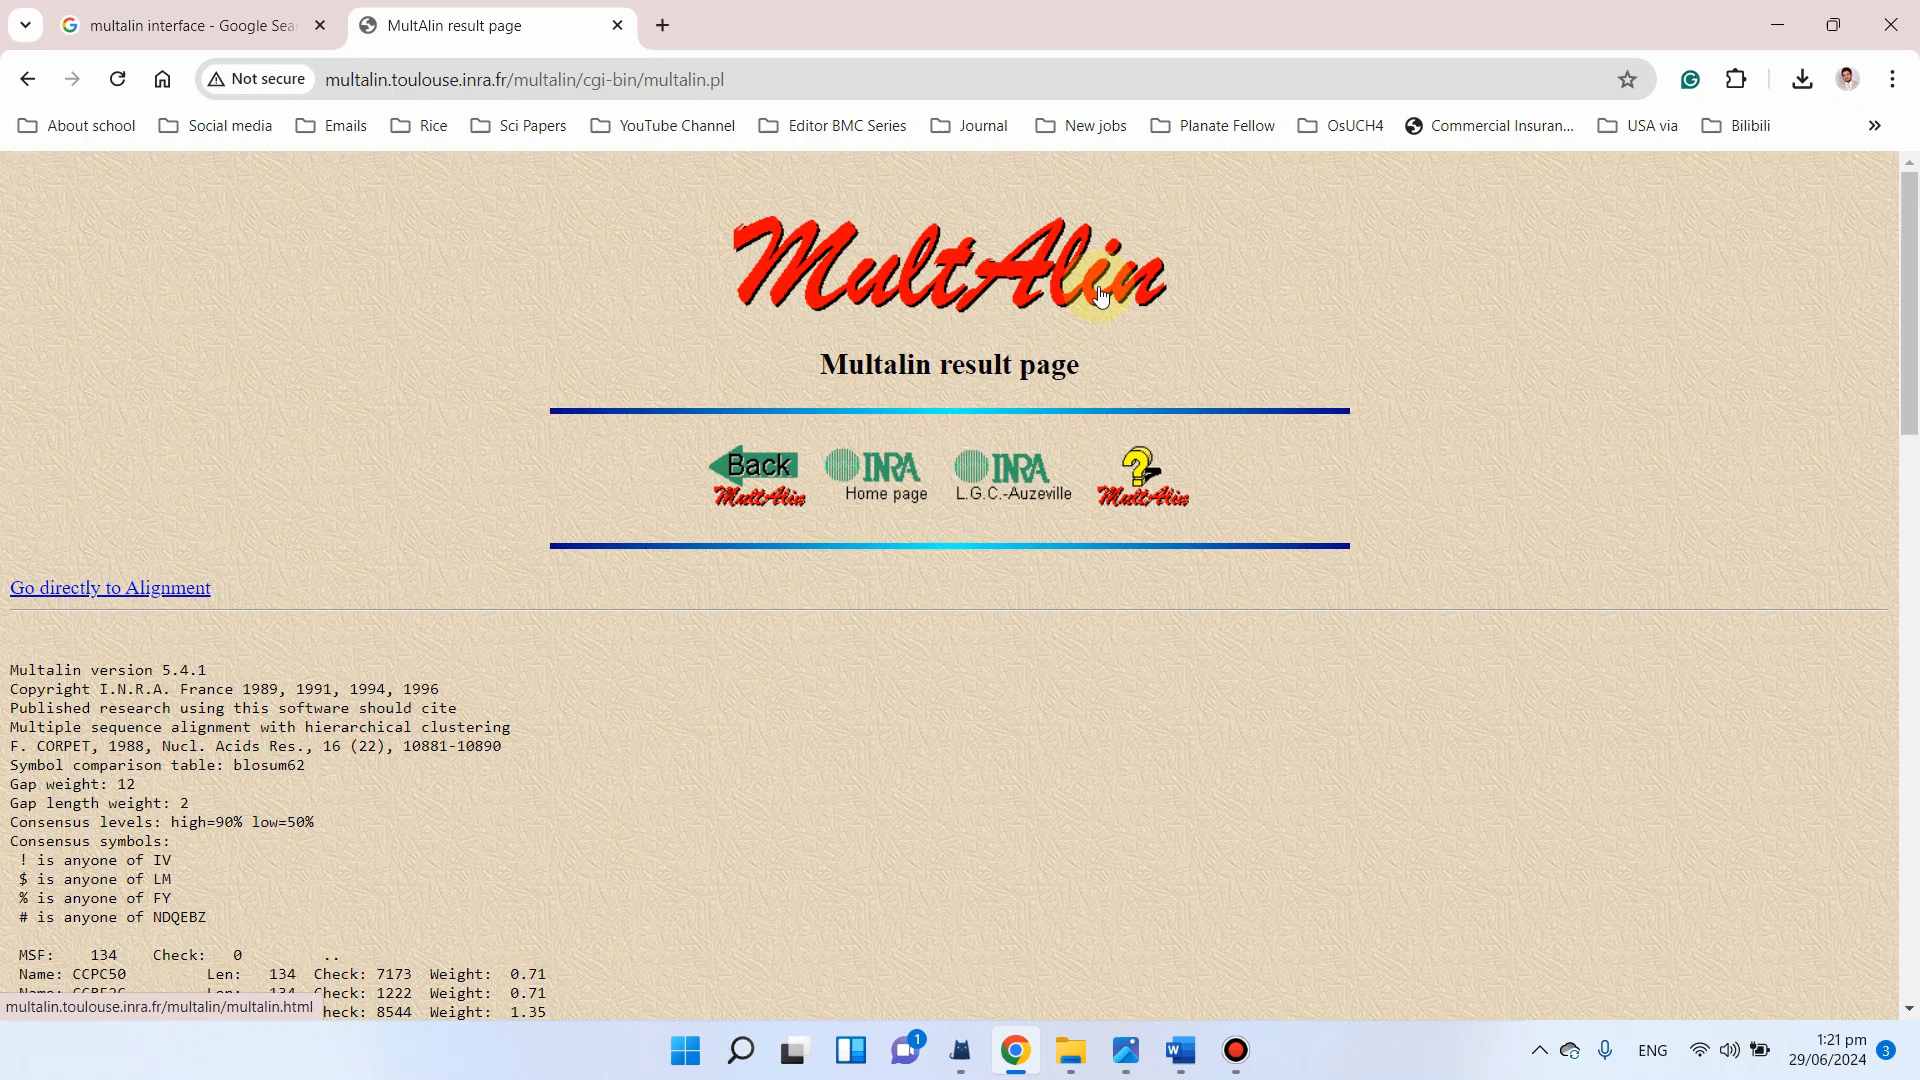 multalin interface - Google Sea
MultAlin result page
Not secure
multalin.toulouse.inra.fr/multalin/cgi-bin/multalin.pl
About school
Social media
Emails
Rice
Sci Papers
YouTube Channel
Editor BMC Series
Journal
New jobs
Planate Fellow
OsUCH4
Commercial Insuran...
USA via
Bilibili
MultAlin
Multalin result page
Back
MultAlin
INRA
Home page
INRA
L.G.C.-Auzeville
?
MultAlin
Go directly to Alignment
Multalin version 5.4.1
Copyright I.N.R.A. France 1989, 1991, 1994, 1996
Published research using this software should cite
Multiple sequence alignment with hierarchical clustering
F. CORPET, 1988, Nucl. Acids Res., 16 (22), 10881-10890
Symbol comparison table: blosum62
Gap weight: 12
Gap length weight: 2
Consensus levels: high=90% low=50%
Consensus symbols:
! is anyone of IV
$ is anyone of LM
% is anyone of FY
# is anyone of NDQEBZ
MSF: 134 Check: 0 ..
Name: CCPC50 Len: 134 Check: 7173 Weight: 0.71
134 Check: 1222 Weight: 0.71
heck: 8544 Weight: 1.35
multalin.toulouse.inra.fr/multalin/multalin.html
1
W
ENG
1:21 pm
29/06/2024
3